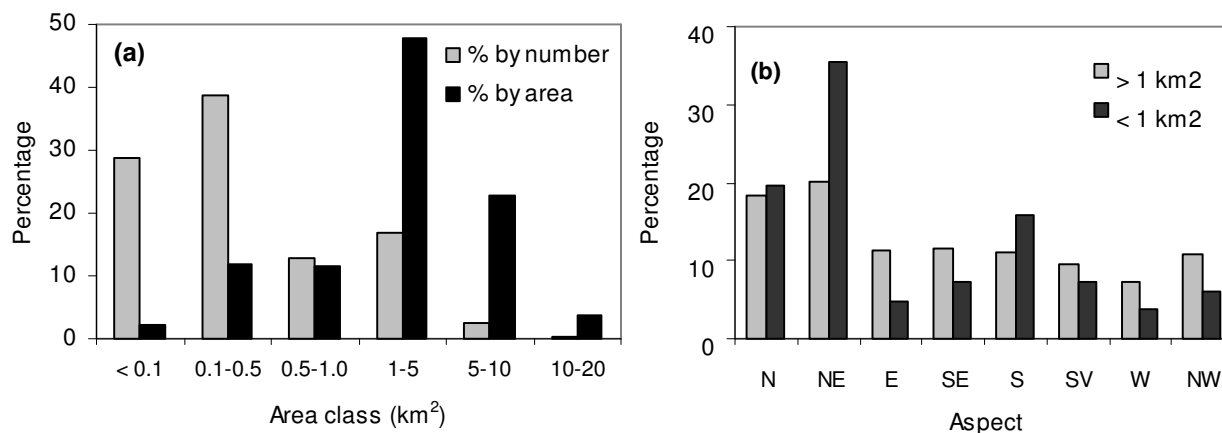 (a)
% by number
% by area
Percentage
50
40
30
20
10
0
< 0.1 0.1-0.5 0.5-1.0 1-5 5-10 10-20
Area class (km²)
(b)
> 1 km2
< 1 km2
Percentage
40
30
20
10
0
N NE E SE S SV W NW
Aspect